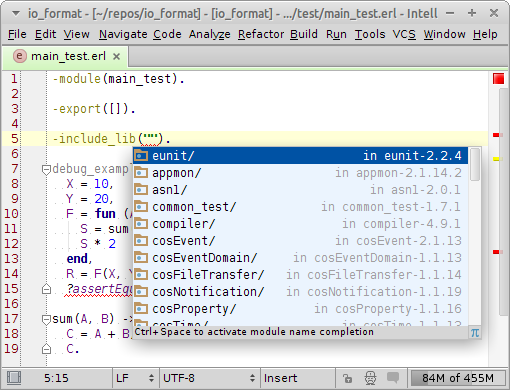 io_format - [~/repos/io_format] - [io_format] - .../test/main_test.erl - Intell
File Edit View Navigate Code Analyze Refactor Build Run Tools VCS Window Help
e main_test.erl
1 -module(main_test).
2
3 -export([]).
4
5 -include_lib("").
6
7 debug_examp
8 X = 10,
9 Y = 20,
10 F = fun (A
11 S = sum
12 S * 2
13 end,
14 R = F(X, Y
15 ?assertEqu
16
17 sum(A, B) ->
18 C = A + B,
19 C.
eunit/ in eunit-2.2.4
appmon/ in appmon-2.1.14.2
asn1/ in asn1-2.0.1
common_test/ in common_test-1.7.1
compiler/ in compiler-4.9.1
cosEvent/ in cosEvent-2.1.13
cosEventDomain/ in cosEventDomain-1.1.13
cosFileTransfer/ in cosFileTransfer-1.1.14
cosNotification/ in cosNotification-1.1.19
cosProperty/ in cosProperty-1.1.16
cosTime/ in cosTime-1.1.13
Ctrl+Space to activate module name completion π
5:15 LF UTF-8 Insert 84M of 455M